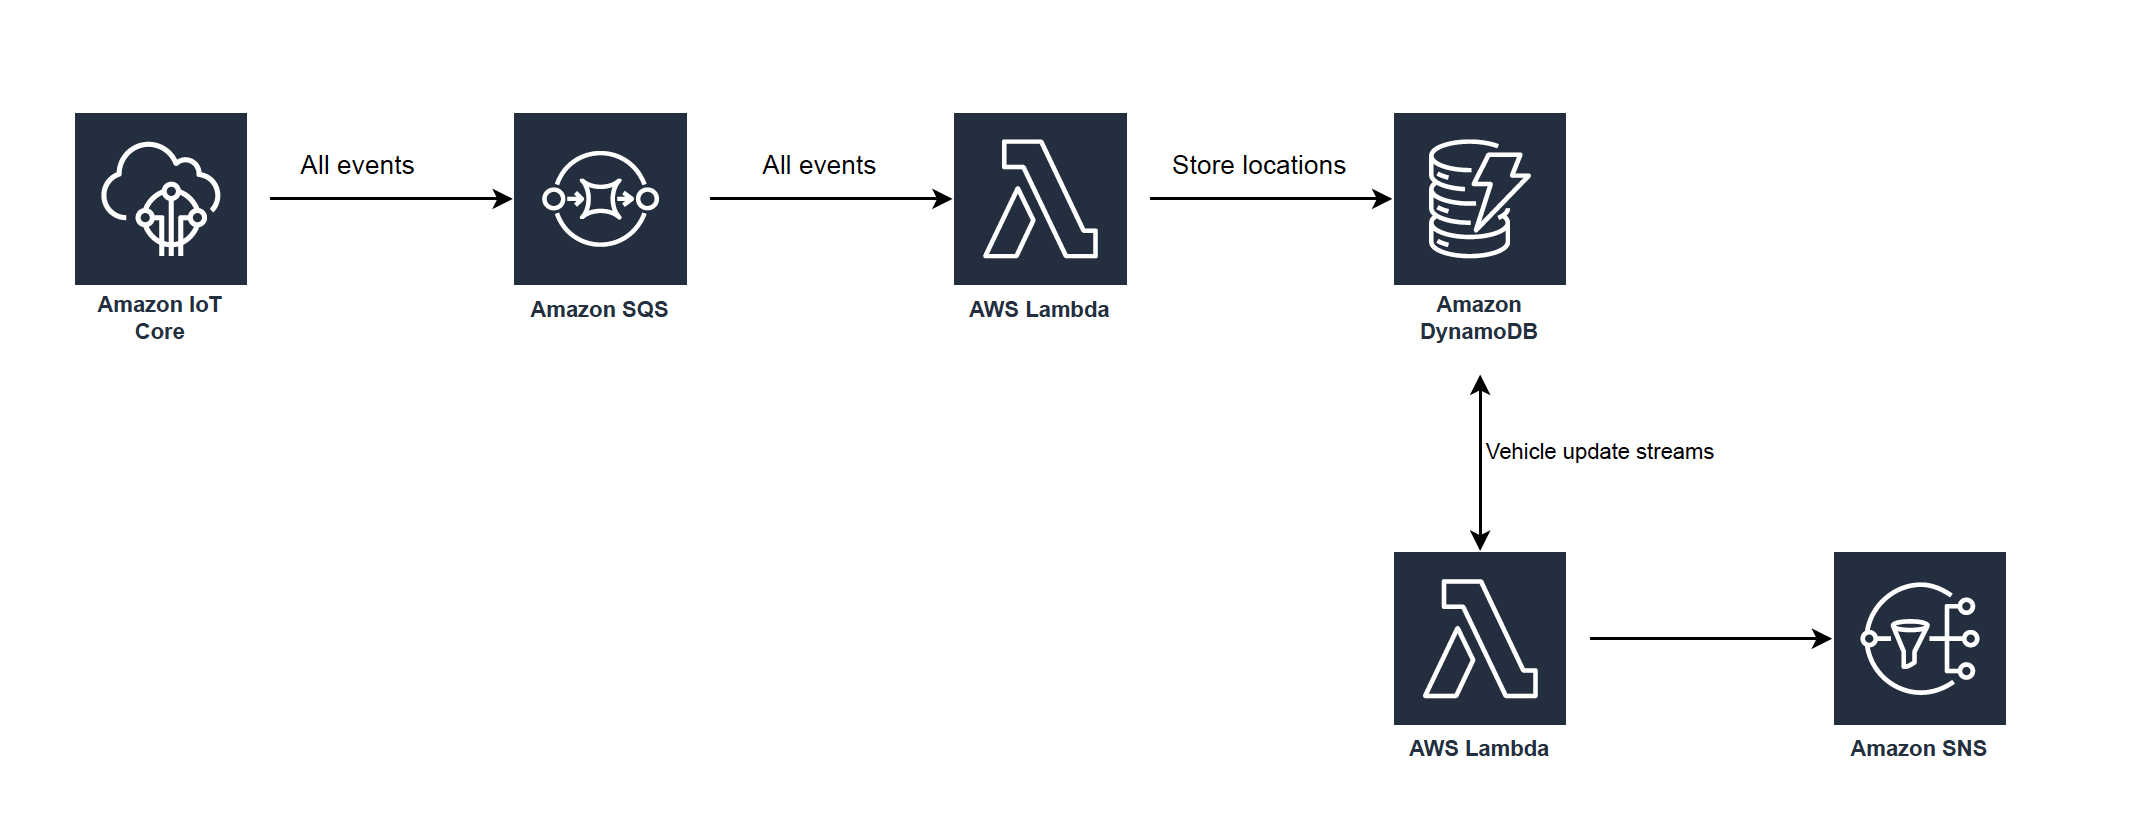 All events
All events
Store locations
Amazon IoT
Core
Amazon SQS
AWS Lambda
Amazon
DynamoDB
Vehicle update streams
AWS Lambda
Amazon SNS